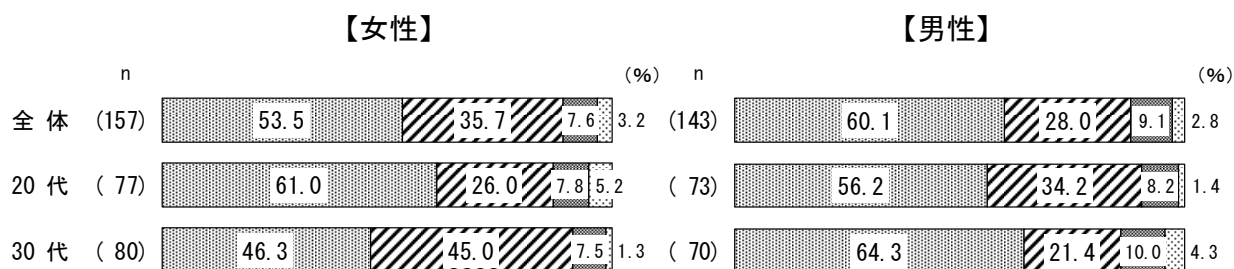 【女性】 【男性】
n (%) n (%)
全 体 (157) 53.5 35.7 7.6 3.2 (143) 60.1 28.0 9.1 2.8
20 代 ( 77) 61.0 26.0 7.8 5.2 ( 73) 56.2 34.2 8.2 1.4
30 代 ( 80) 46.3 45.0 7.5 1.3 ( 70) 64.3 21.4 10.0 4.3